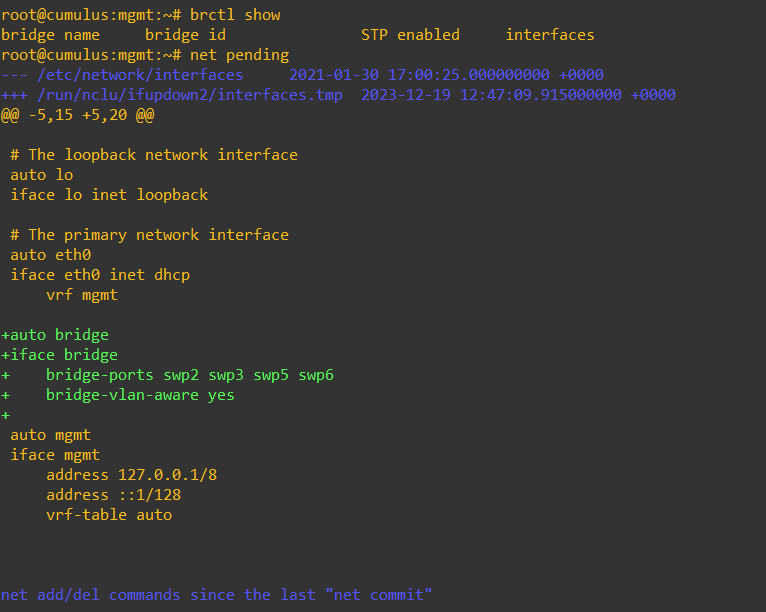 root@cumulus:mgmt:~# brctl show
bridge name     bridge id               STP enabled     interfaces
root@cumulus:mgmt:~# net pending
--- /etc/network/interfaces     2021-01-30 17:00:25.000000000 +0000
+++ /run/nclu/ifupdown2/interfaces.tmp  2023-12-19 12:47:09.915000000 +0000
@@ -5,15 +5,20 @@
 # The loopback network interface
 auto lo
 iface lo inet loopback
 # The primary network interface
 auto eth0
 iface eth0 inet dhcp
     vrf mgmt
+auto bridge
+iface bridge
+    bridge-ports swp2 swp3 swp5 swp6
+    bridge-vlan-aware yes
+
 auto mgmt
 iface mgmt
     address 127.0.0.1/8
     address ::1/128
     vrf-table auto
net add/del commands since the last "net commit"